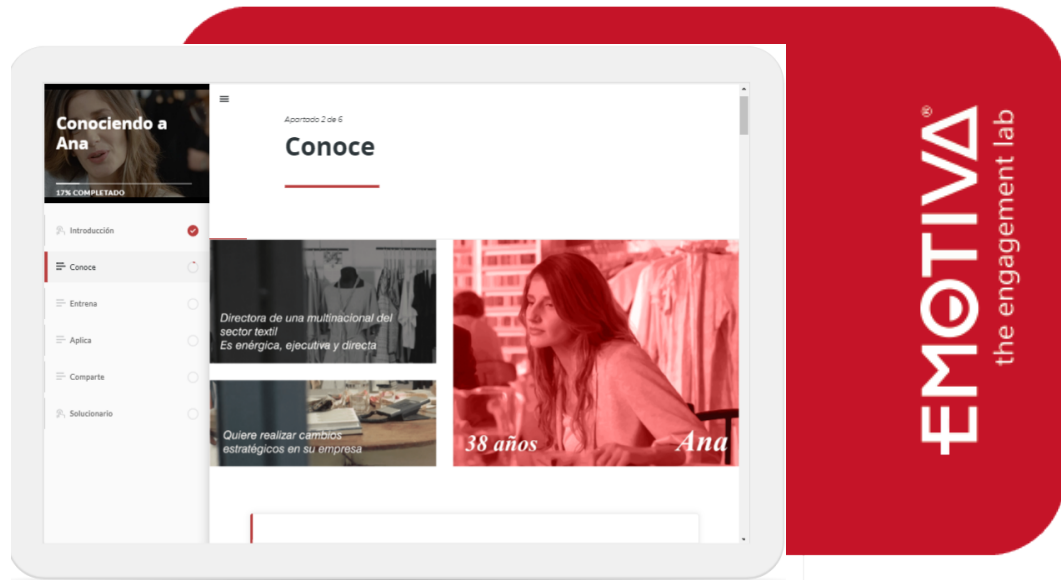 Conociendo a
Ana
17% COMPLETADO
Introducción
Conoce
Entrena
Aplica
Comparte
Solucionario
Apartado 2 de 6
Conoce
Directora de una multinacional del
sector textil
Es enérgica, ejecutiva y directa
Quiere realizar cambios
estratégicos en su empresa
38 años
Ana
EMOTIVA®
the engagement lab